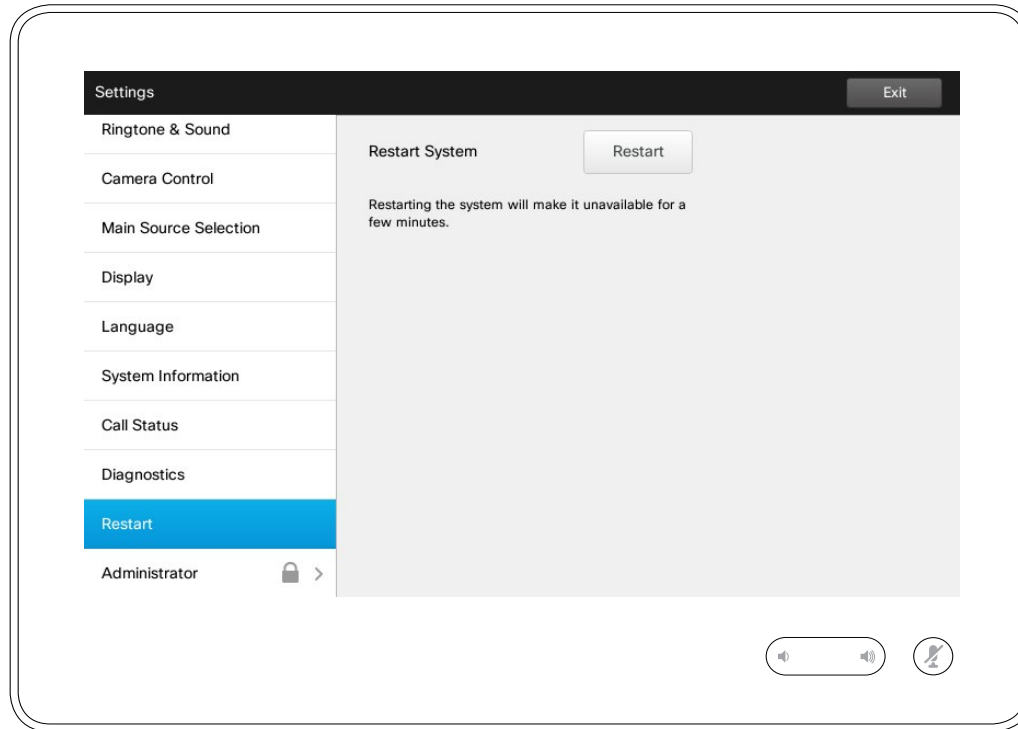 Settings
Exit
Ringtone & Sound
Camera Control
Main Source Selection
Display
Language
System Information
Call Status
Diagnostics
Restart
Administrator
Restart System
Restart
Restarting the system will make it unavailable for a
few minutes.